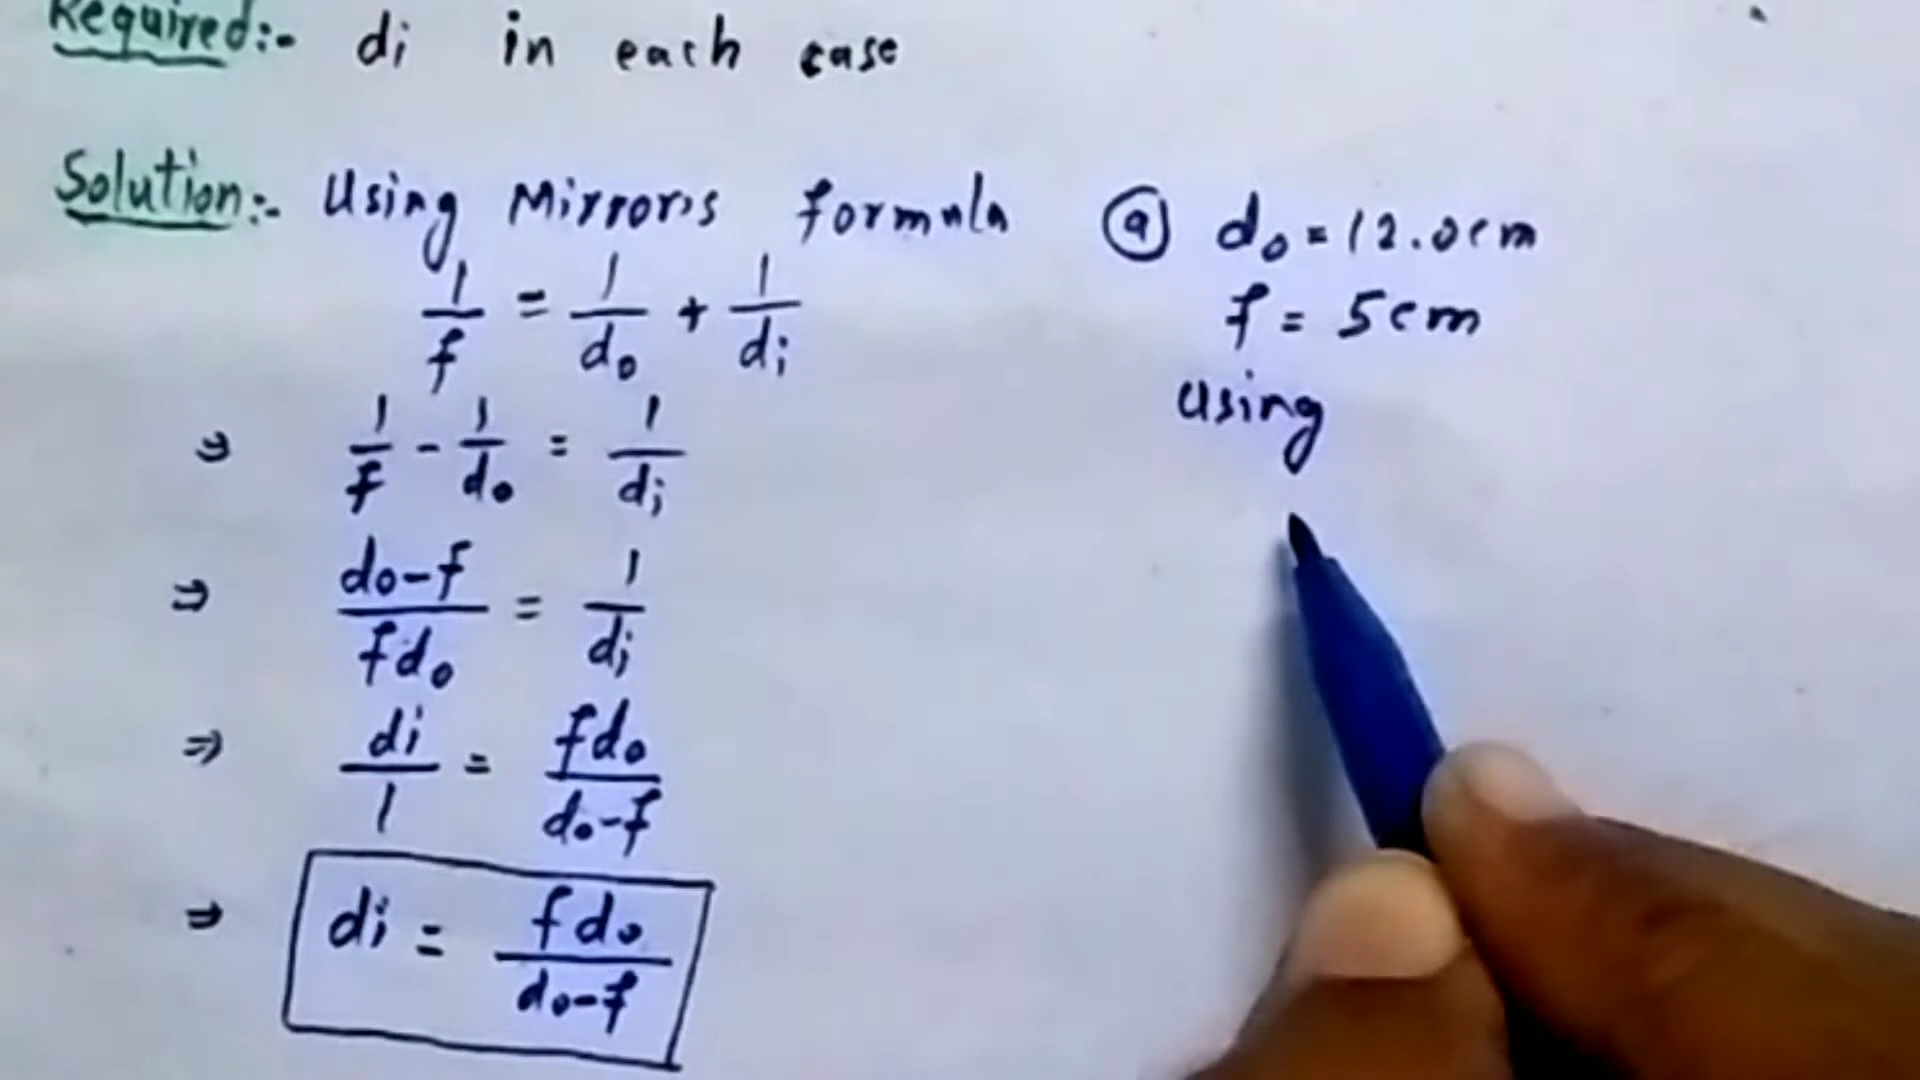 Required:- di in each case
Solution:- Using Mirror's formula
1/f = 1/do + 1/di
⇒ 1/f - 1/do = 1/di
⇒ do-f/fdo = 1/di
⇒ di/1 = fdo/do-f
⇒ di = fdo/do-f
ⓐ do = 12.0cm
f = 5cm
using